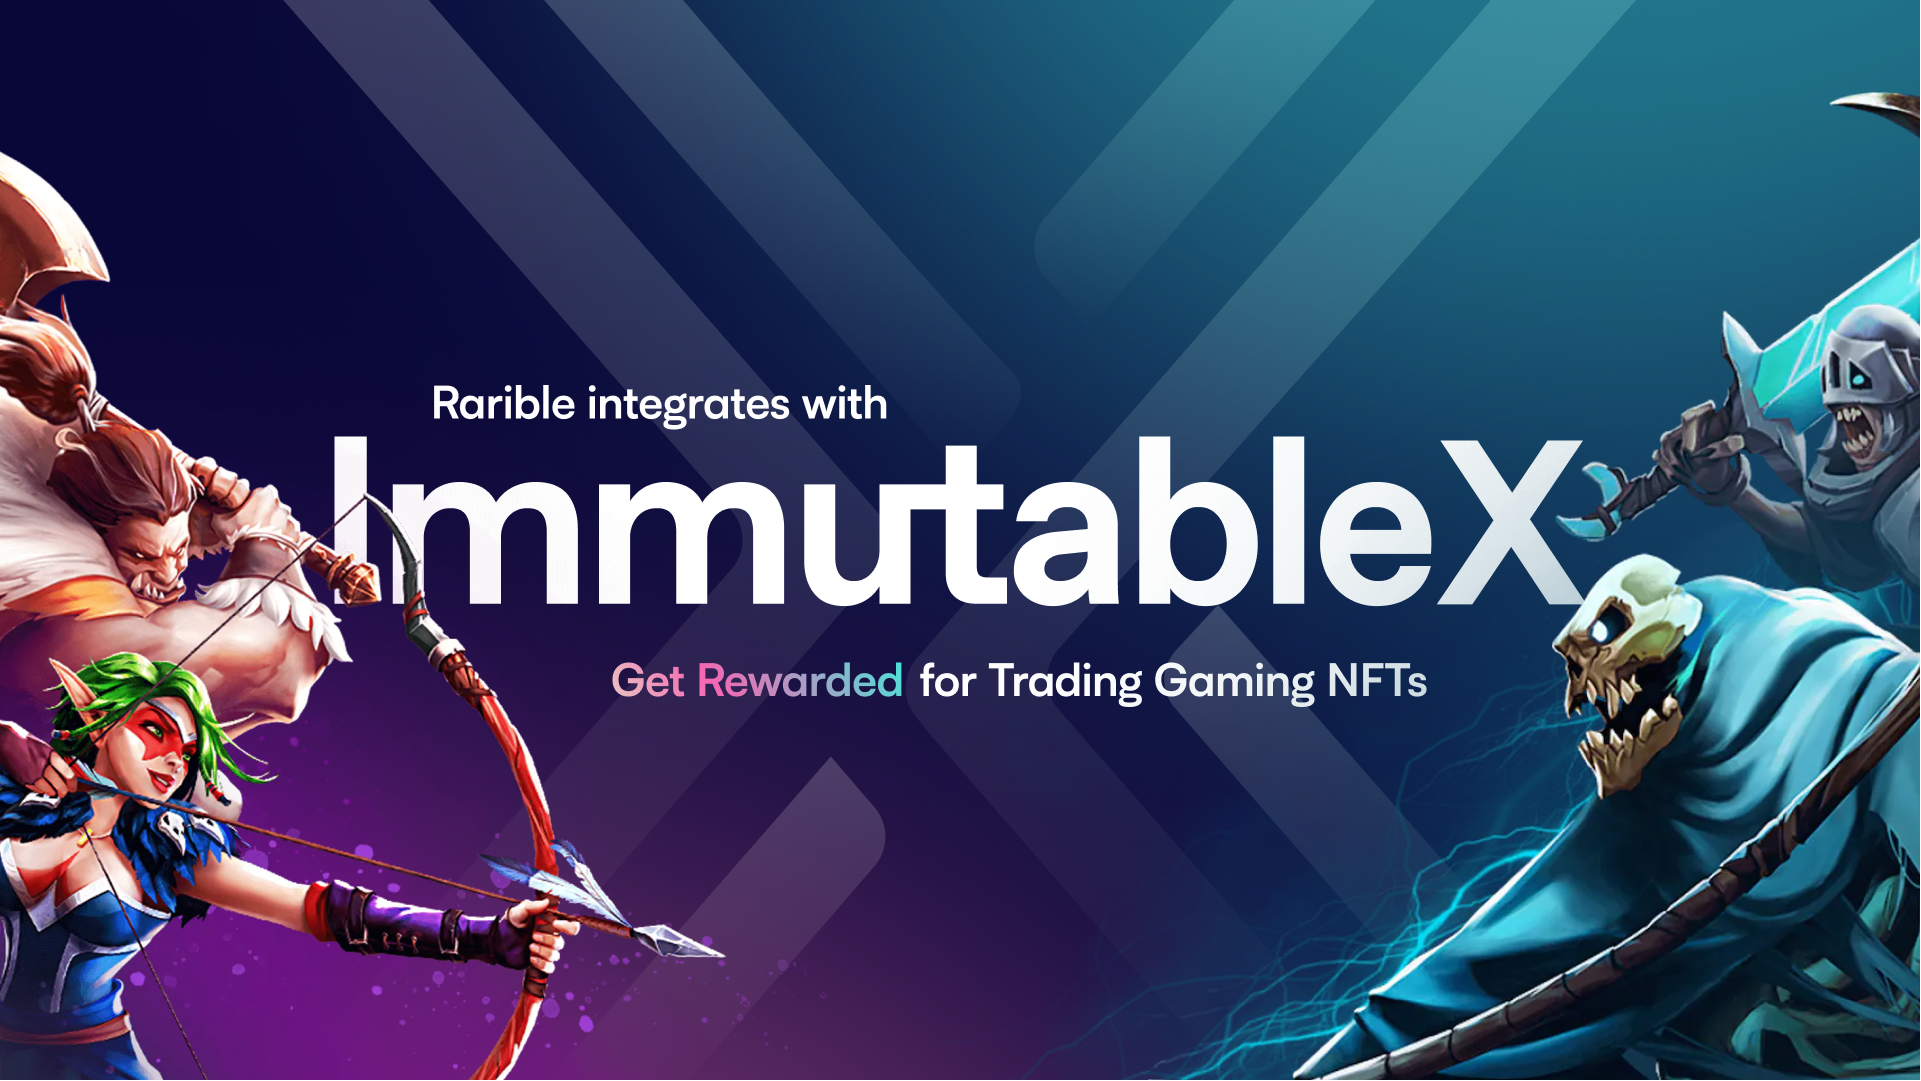 Rarible integrates with
ImmutableX
Get Rewarded for Trading Gaming NFTs